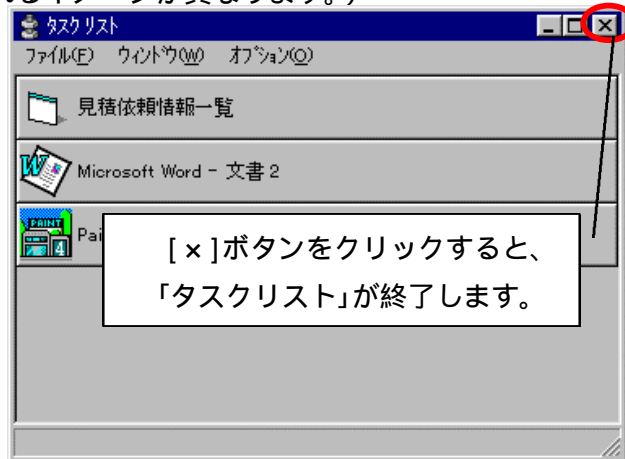 タスク リスト
ファイル(F) ウィンドウ(W) オプション(O)
見積依頼情報一覧
Microsoft Word - 文書 2
[×]ボタンをクリックすると、
「タスクリスト」が終了します。